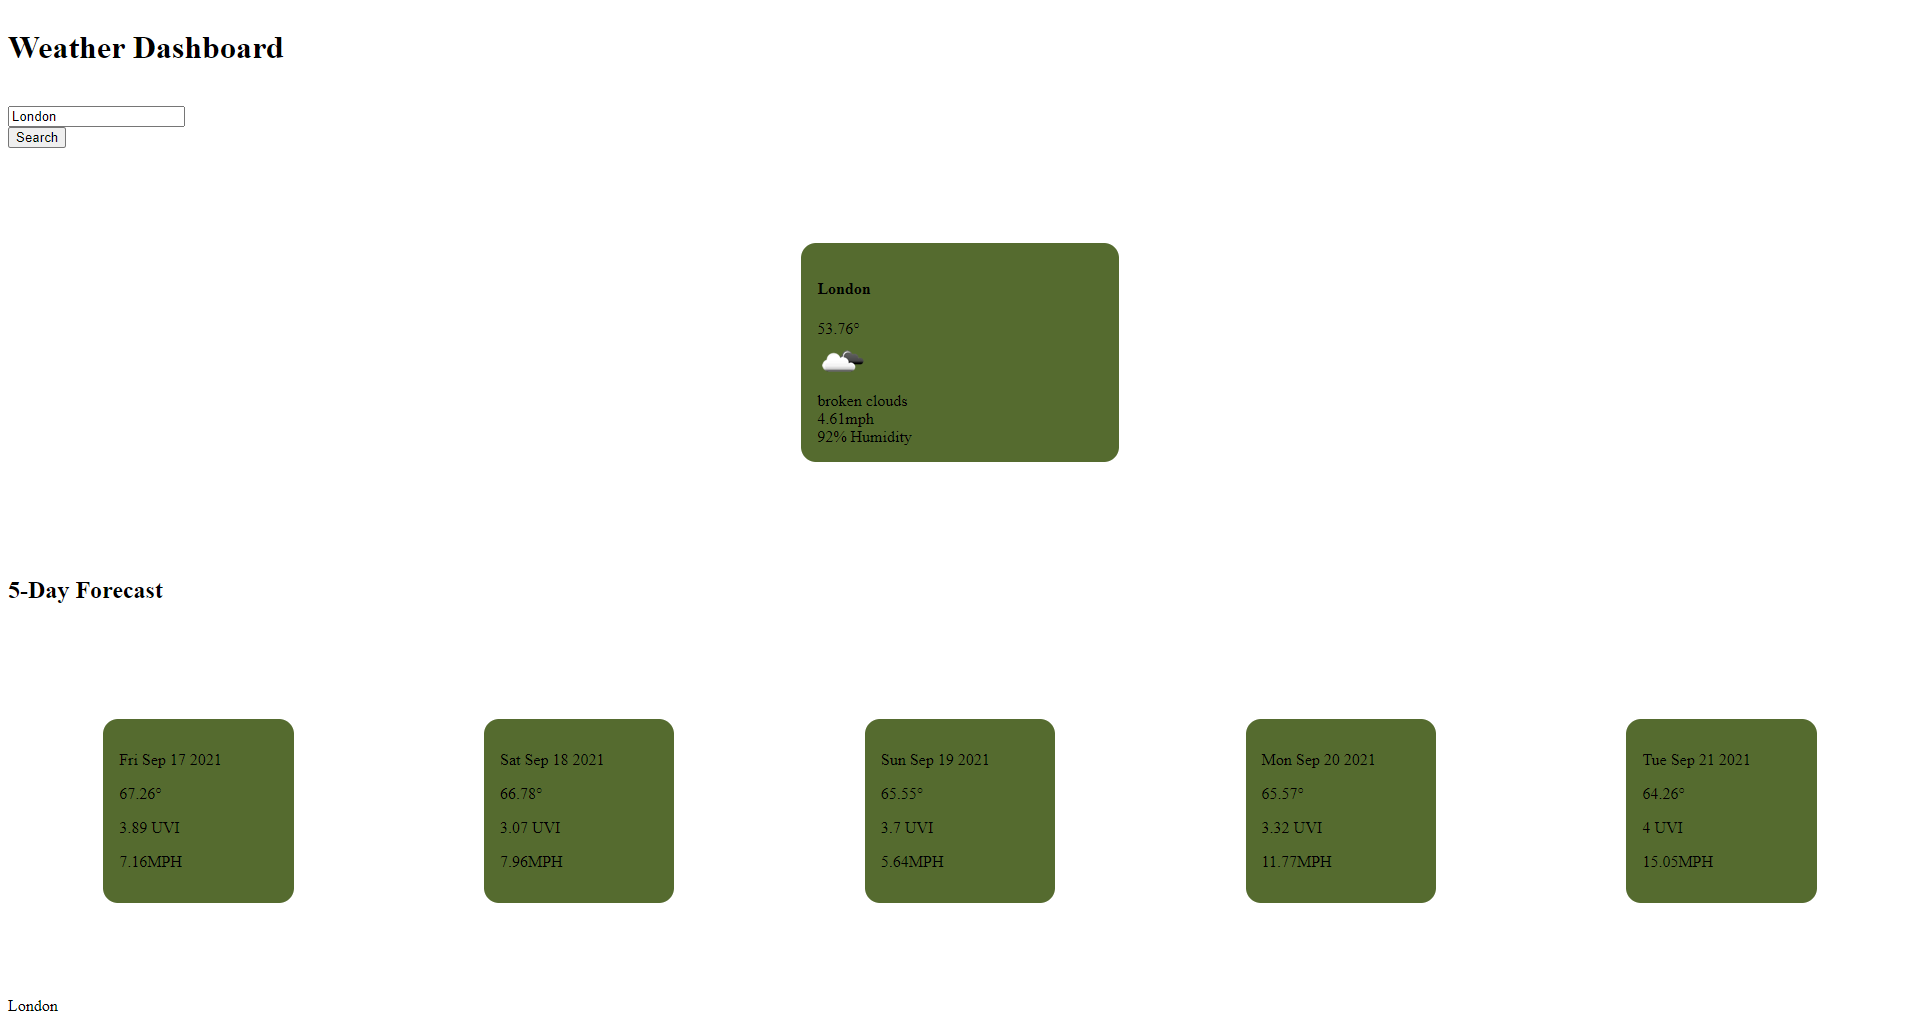 Weather Dashboard
London
Search
London
53.76°
broken clouds
4.61mph
92% Humidity
5-Day Forecast
Fri Sep 17 2021
67.26°
3.89 UVI
7.16MPH
Sat Sep 18 2021
66.78°
3.07 UVI
7.96MPH
Sun Sep 19 2021
65.55°
3.7 UVI
5.64MPH
Mon Sep 20 2021
65.57°
3.32 UVI
11.77MPH
Tue Sep 21 2021
64.26°
4 UVI
15.05MPH
London